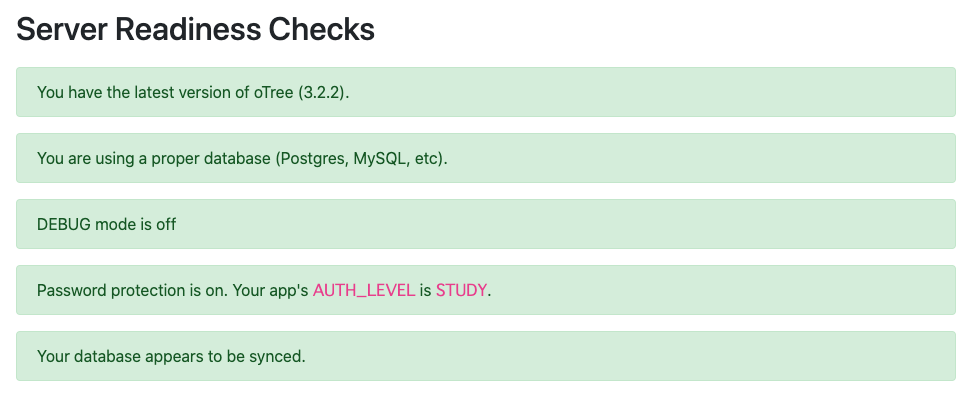 Server Readiness Checks
You have the latest version of oTree (3.2.2).
You are using a proper database (Postgres, MySQL, etc).
DEBUG mode is off
Password protection is on. Your app's AUTH_LEVEL is STUDY.
Your database appears to be synced.